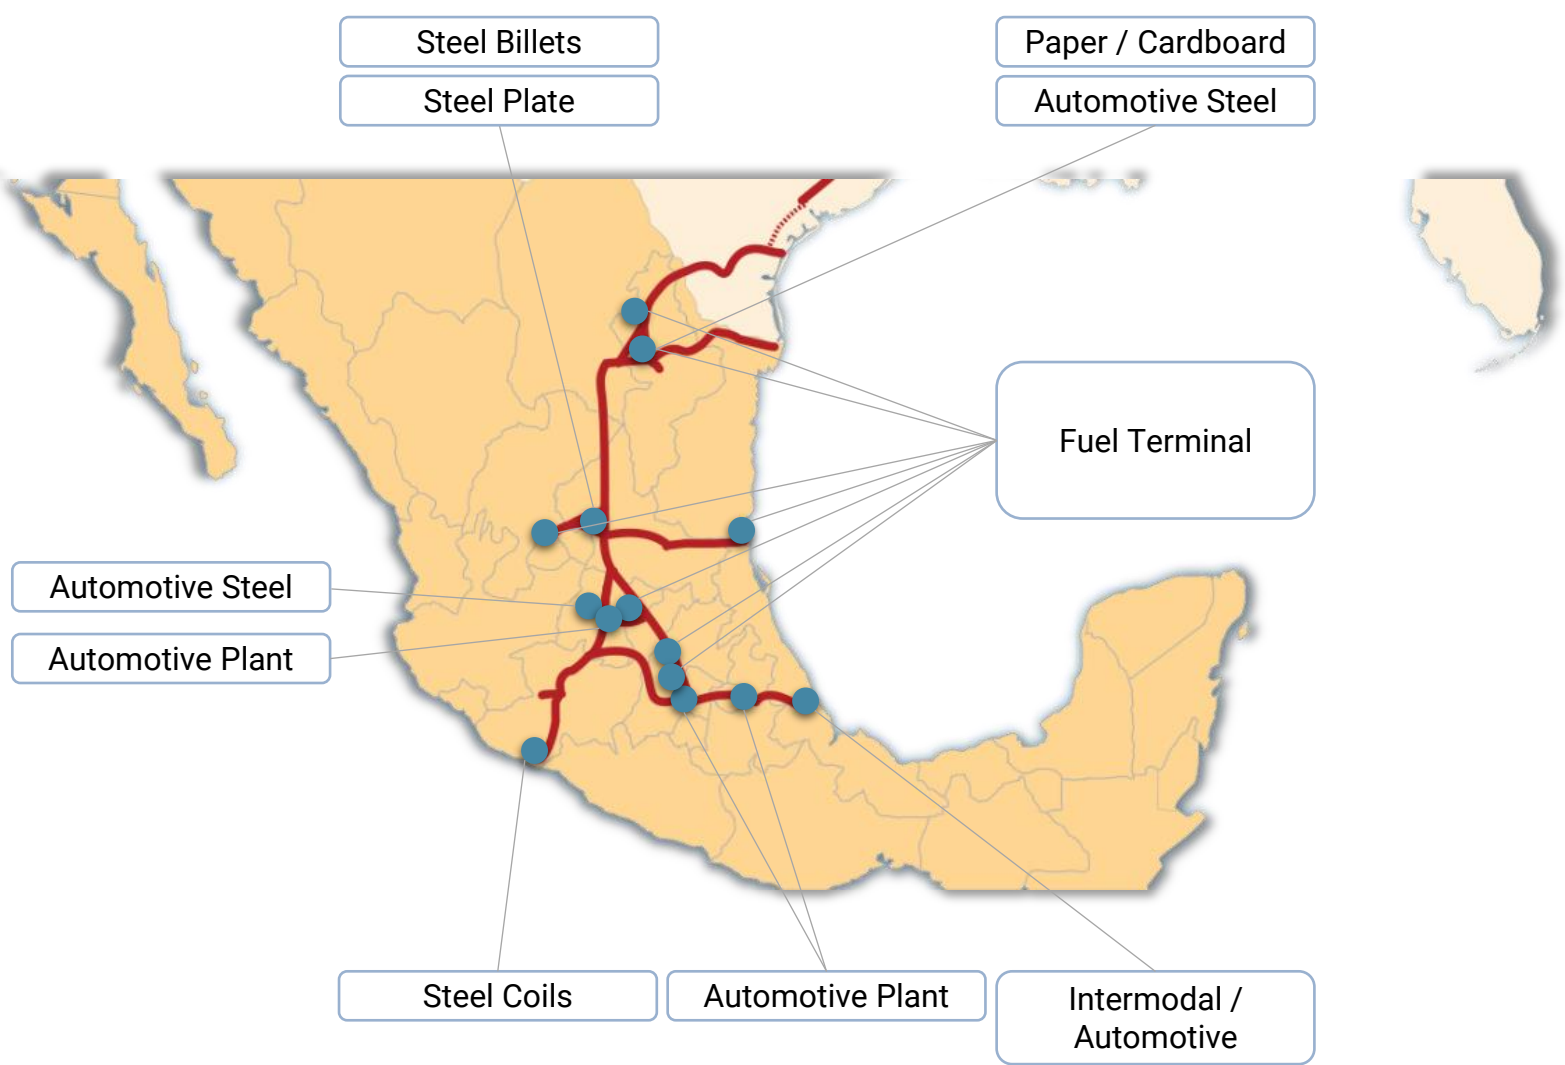 Steel Billets
Paper / Cardboard
Steel Plate
Automotive Steel
Fuel Terminal
Automotive Steel
Automotive Plant
Steel Coils
Automotive Plant
Intermodal /
Automotive